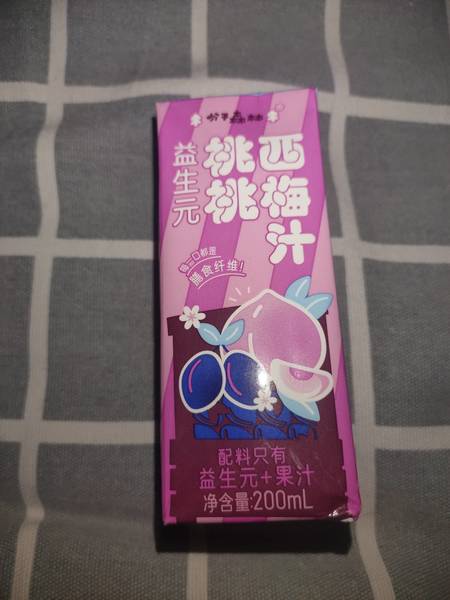 益生元
桃桃
西梅汁
每一口都是
膳食纤维!
配料只有
益生元+果汁
净含量:200mL